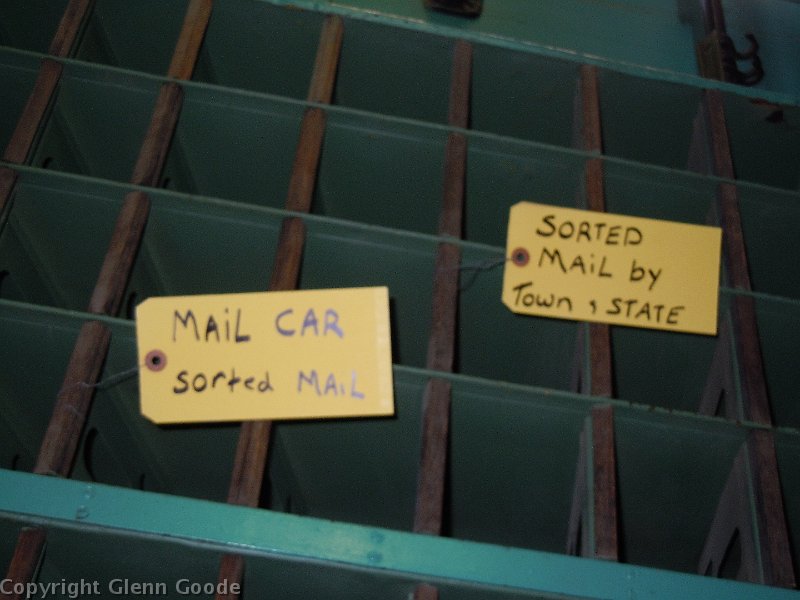 MAiL CAR
sorted MAiL
SORTED
MAiL by
Town & STATE
Copyright Glenn Goode